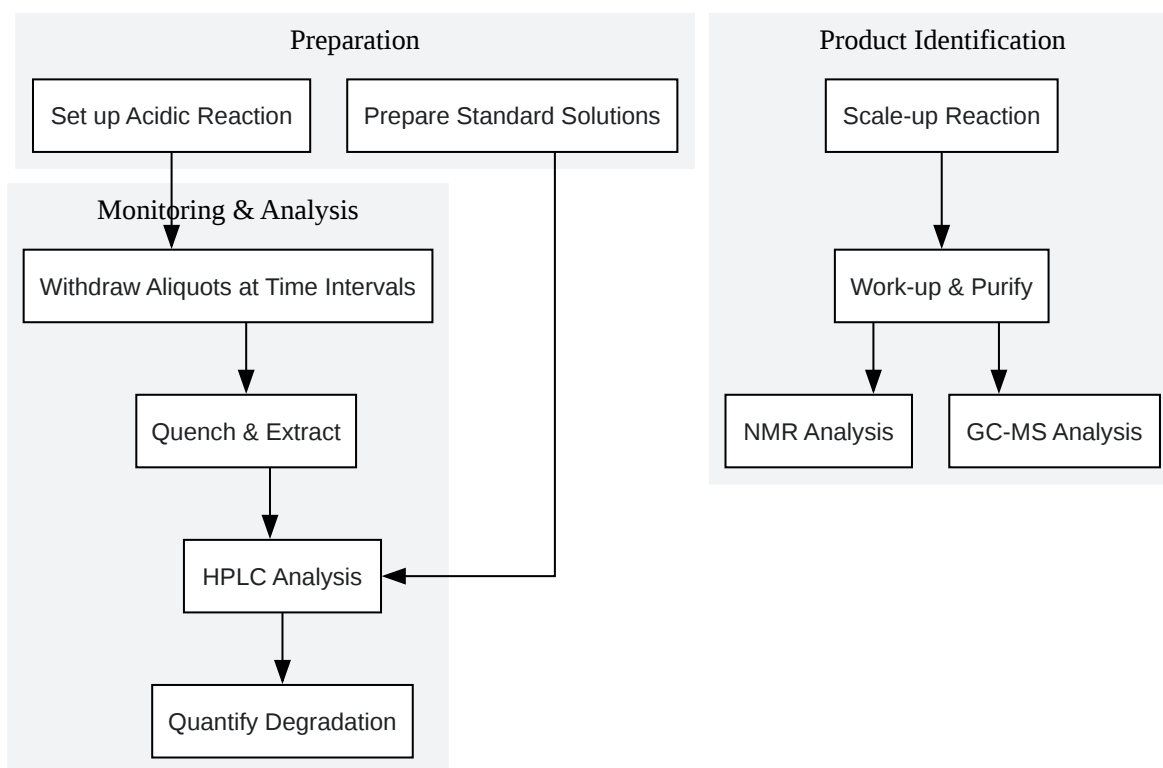 Preparation
Set up Acidic Reaction
Prepare Standard Solutions
Monitoring & Analysis
Withdraw Aliquots at Time Intervals
Quench & Extract
HPLC Analysis
Quantify Degradation
Product Identification
Scale-up Reaction
Work-up & Purify
NMR Analysis
GC-MS Analysis